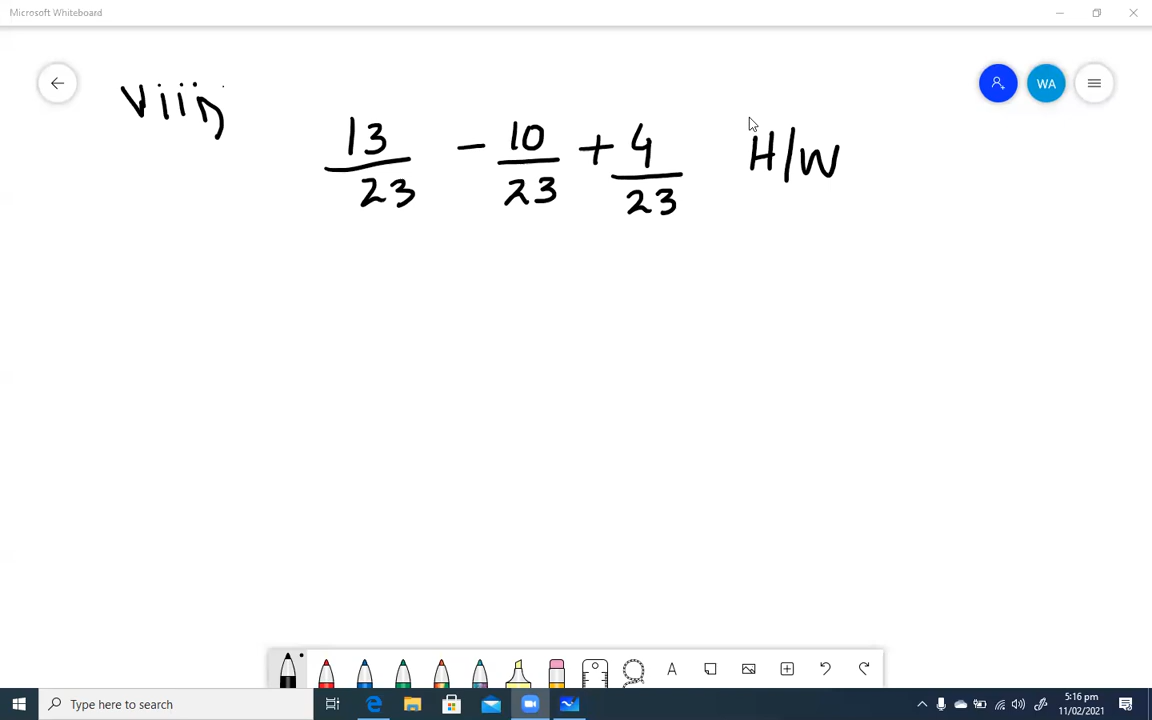 Microsoft Whiteboard
viii)
13/23 - 10/23 + 4/23 H/W
WA
A
Type here to search
5:16 pm
11/02/2021